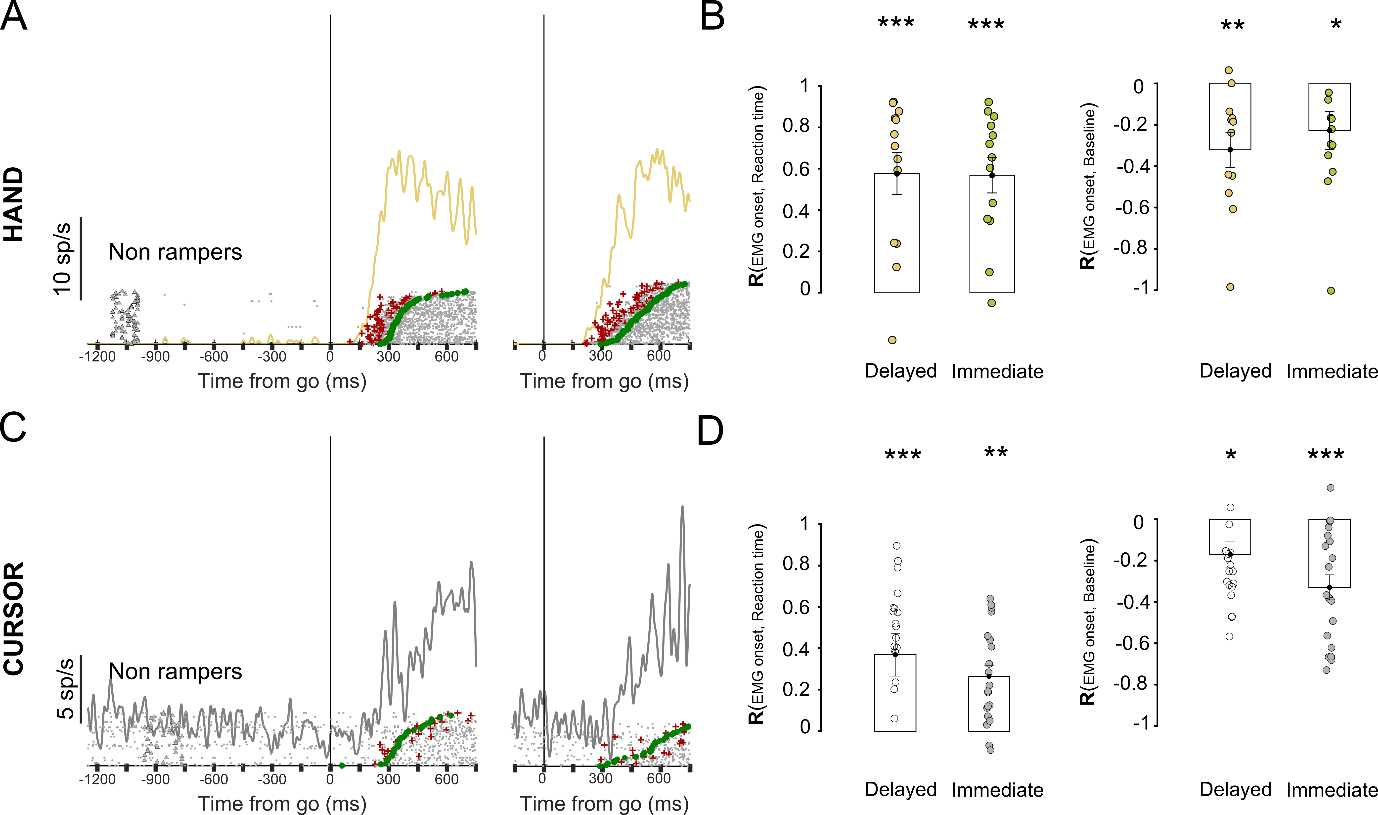 A
HAND
10 sp/s
Non rampers
-1200 -900 -600 -300 0 300 600
Time from go (ms)
0 300 600
Time from go (ms)
B
*** ***
R(EMG onset, Reaction time)
1
0.8
0.6
0.4
0.2
0
Delayed Immediate
** *
R(EMG onset, Baseline)
0
-0.2
-0.4
-0.6
-0.8
-1
Delayed Immediate
C
CURSOR
5 sp/s
Non rampers
-1200 -900 -600 -300 0 300 600
Time from go (ms)
0 300 600
Time from go (ms)
D
*** **
R(EMG onset, Reaction time)
1
0.8
0.6
0.4
0.2
0
Delayed Immediate
* ***
R(EMG onset, Baseline)
0
-0.2
-0.4
-0.6
-0.8
-1
Delayed Immediate